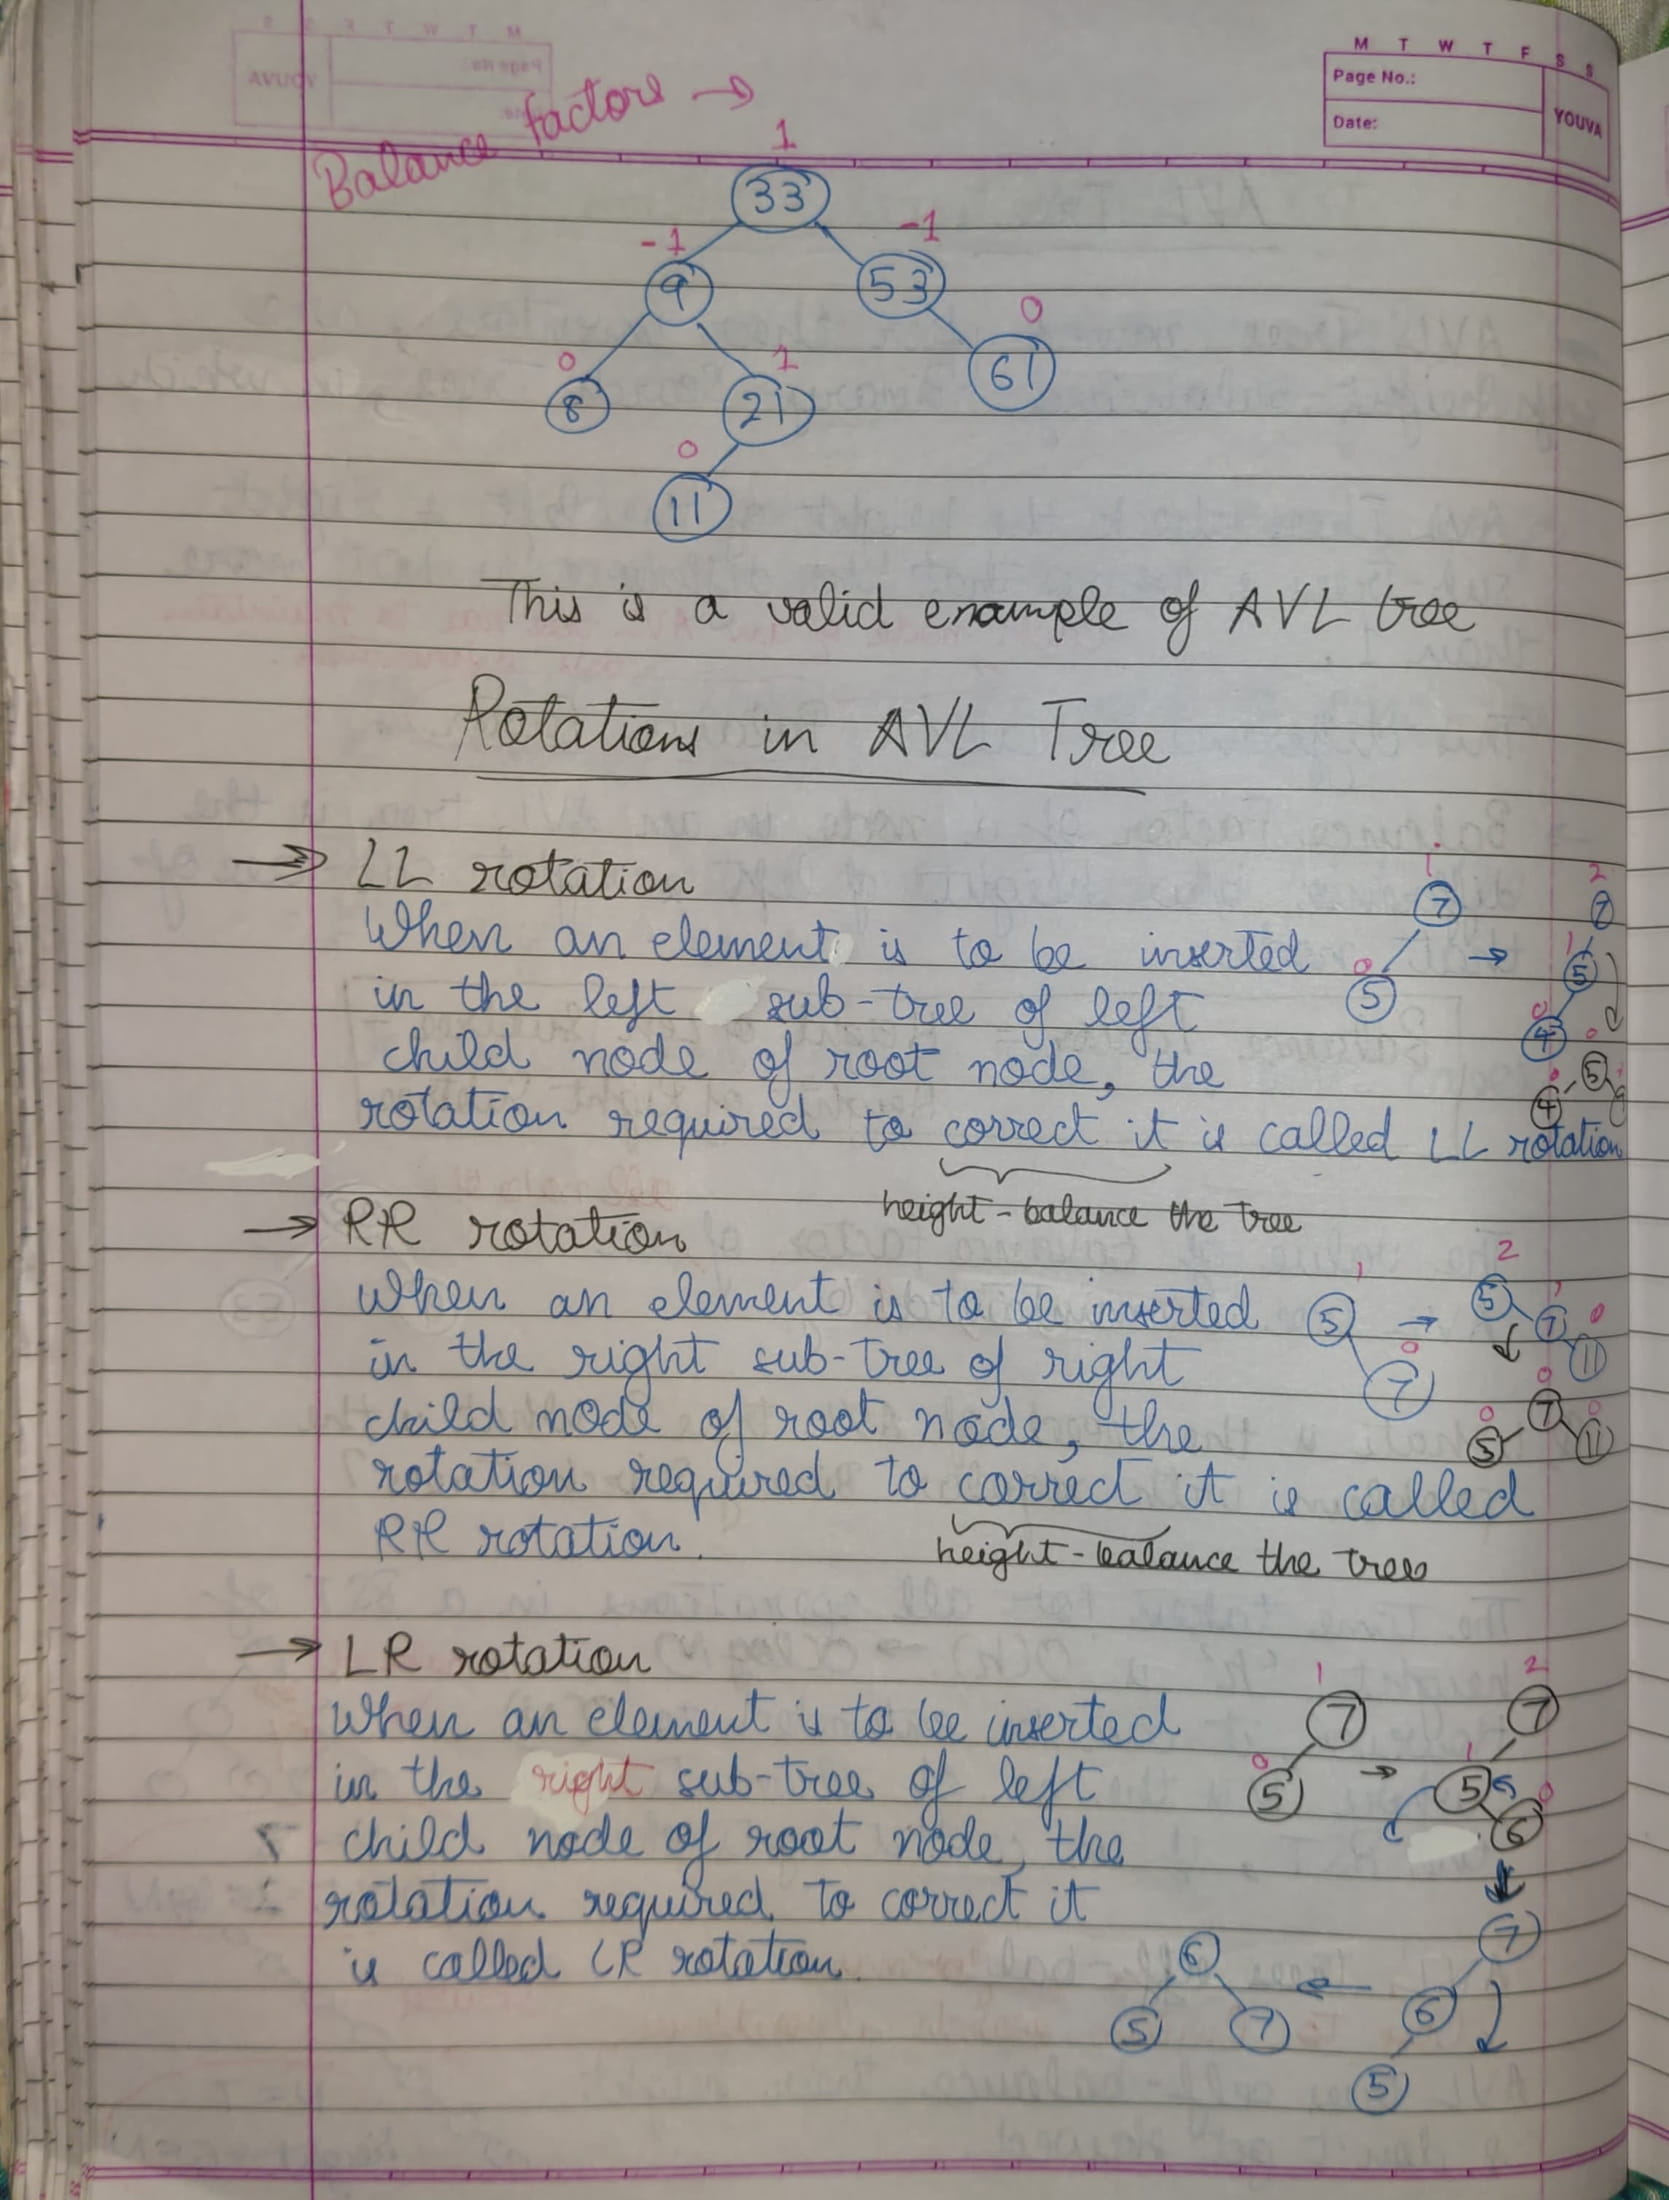 M T W T F S S
Page No.:
Date:
YOUVA
Balance factors →
1
33
-1 -1
9 53
0
0 1
61
8 21
0
11
This is a valid example of AVL tree
Rotations in AVL Tree
→ LL rotation
When an element is to be inserted
in the left sub-tree of left
child node of root node, the
rotation required to correct it is called LL rotation
height-balance the tree
1
7
0
5
→
2
7
1
5
0
4
0
5
0
4
→ RR rotation
When an element is to be inserted
in the right sub-tree of right
child node of root node, the
rotation required to correct it is called
RR rotation.
height-balance the tree
1
5
0
7
→
2
5
1
7
0
11
0
7
0
5
0
11
→ LR rotation
When an element is to be inserted
in the right sub-tree of left
child node of root node, the
rotation required to correct it
is called LR rotation.
1
7
0
5
→
2
7
1
5
0
6
7
6
5
←
6
5 7